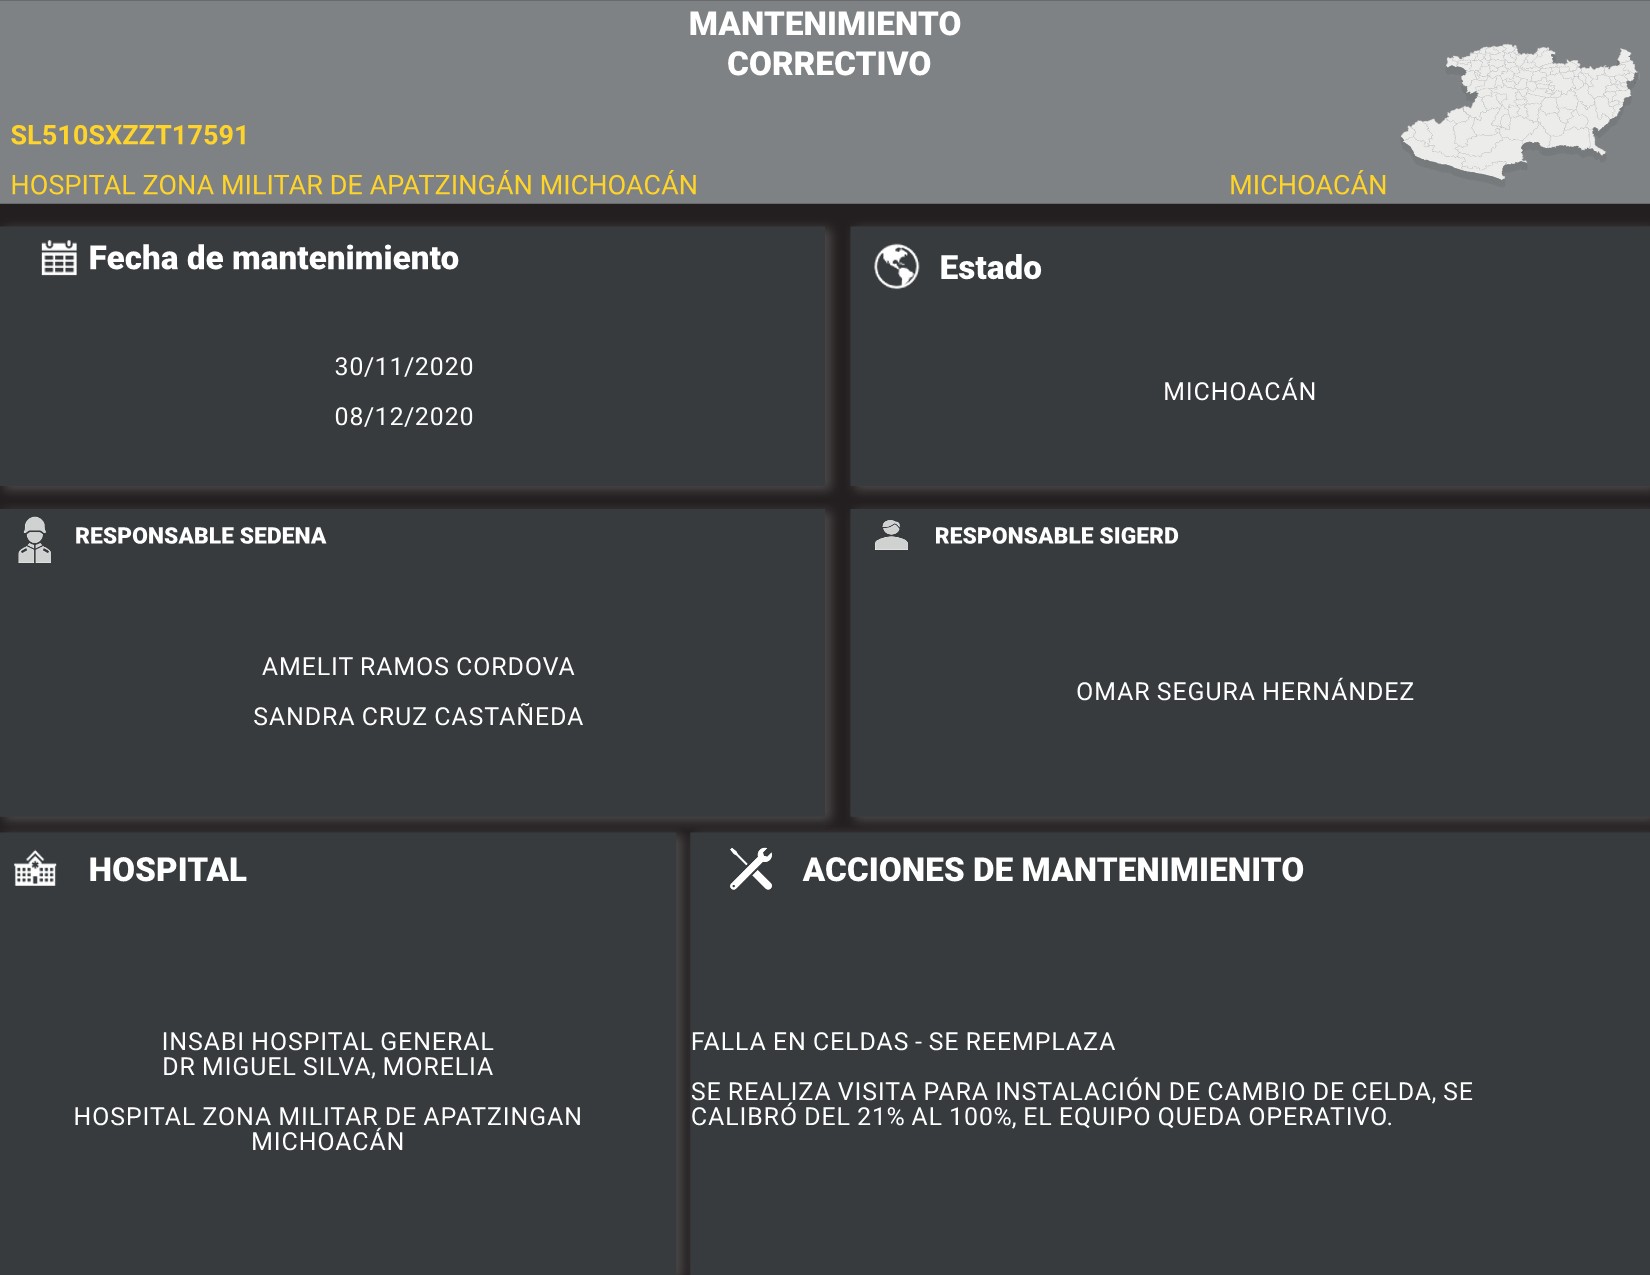 MANTENIMIENTO
CORRECTIVO
SL510SXZZT17591
HOSPITAL ZONA MILITAR DE APATZINGÁN MICHOACÁN
MICHOACÁN
Fecha de mantenimiento
30/11/2020
08/12/2020
Estado
MICHOACÁN
RESPONSABLE SEDENA
AMELIT RAMOS CORDOVA
SANDRA CRUZ CASTAÑEDA
RESPONSABLE SIGERD
OMAR SEGURA HERNÁNDEZ
HOSPITAL
INSABI HOSPITAL GENERAL
DR MIGUEL SILVA, MORELIA
HOSPITAL ZONA MILITAR DE APATZINGAN
MICHOACÁN
ACCIONES DE MANTENIMIENITO
FALLA EN CELDAS - SE REEMPLAZA
SE REALIZA VISITA PARA INSTALACIÓN DE CAMBIO DE CELDA, SE
CALIBRÓ DEL 21% AL 100%, EL EQUIPO QUEDA OPERATIVO.